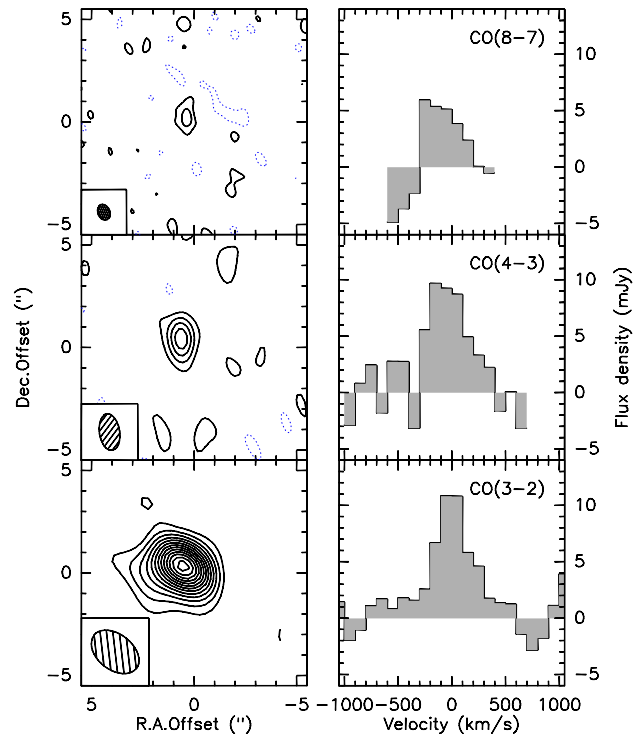 5
0
−5
CO(8−7)
10
5
0
−5
5
0
−5
CO(4−3)
10
5
0
−5
Dec.Offset (")
Flux density (mJy)
5
0
−5
CO(3−2)
10
5
0
−5
5 0 −5
−1000 −500 0 500 1000
R.A.Offset (")
Velocity (km/s)